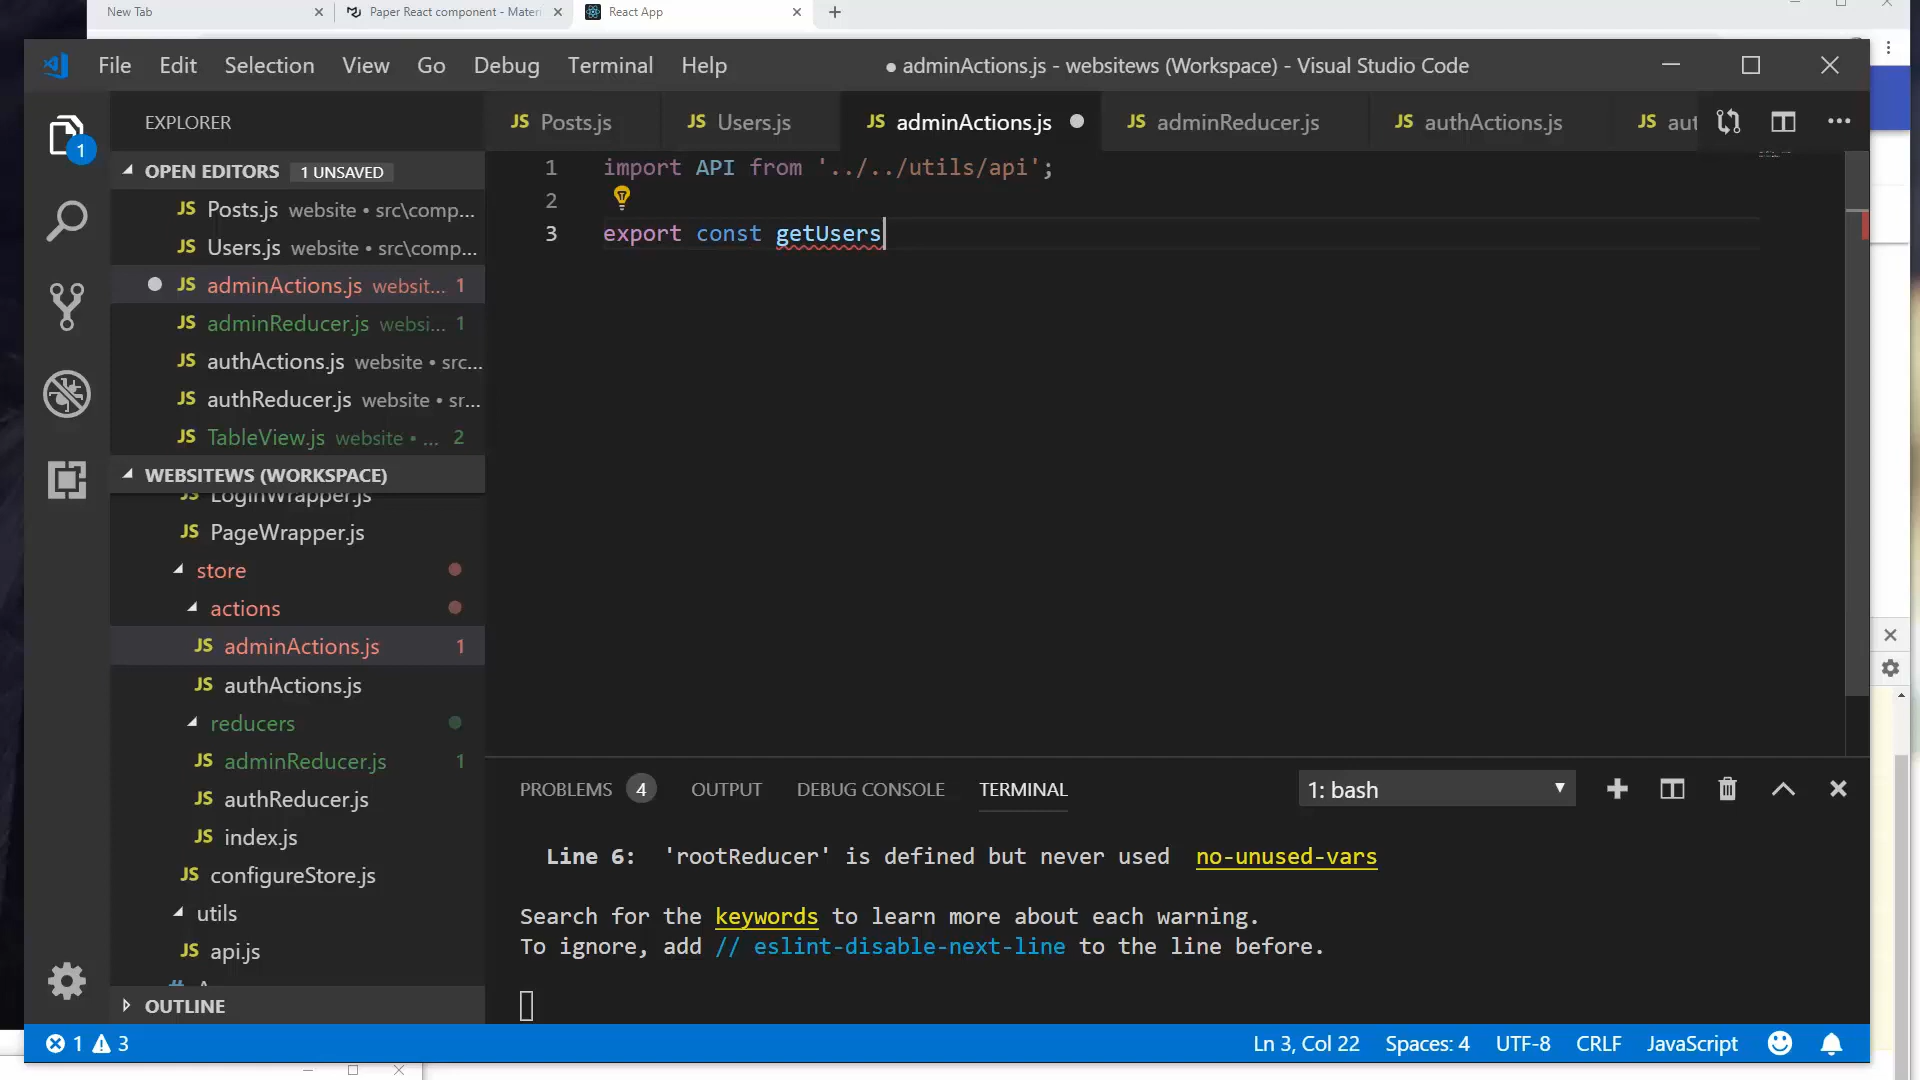 New Tab
Paper React component - Materi
React App
File Edit Selection View Go Debug Terminal Help
● adminActions.js - websitews (Workspace) - Visual Studio Code
EXPLORER
1
OPEN EDITORS 1 UNSAVED
JS Posts.js website • src\comp...
JS Users.js website • src\comp...
JS adminActions.js websit... 1
JS adminReducer.js websi... 1
JS authActions.js website • src...
JS authReducer.js website • sr...
JS TableView.js website • ... 2
WEBSITEWS (WORKSPACE)
JS LoginWrapper.js
JS PageWrapper.js
store
actions
JS adminActions.js 1
JS authActions.js
reducers
JS adminReducer.js 1
JS authReducer.js
JS index.js
JS configureStore.js
utils
JS api.js
OUTLINE
JS Posts.js
JS Users.js
JS adminActions.js
JS adminReducer.js
JS authActions.js
JS aut
1 import API from '../../utils/api';
2
3 export const getUsers
PROBLEMS 4 OUTPUT DEBUG CONSOLE TERMINAL
1: bash
Line 6: 'rootReducer' is defined but never used no-unused-vars
Search for the keywords to learn more about each warning.
To ignore, add // eslint-disable-next-line to the line before.
1 3
Ln 3, Col 22 Spaces: 4 UTF-8 CRLF JavaScript